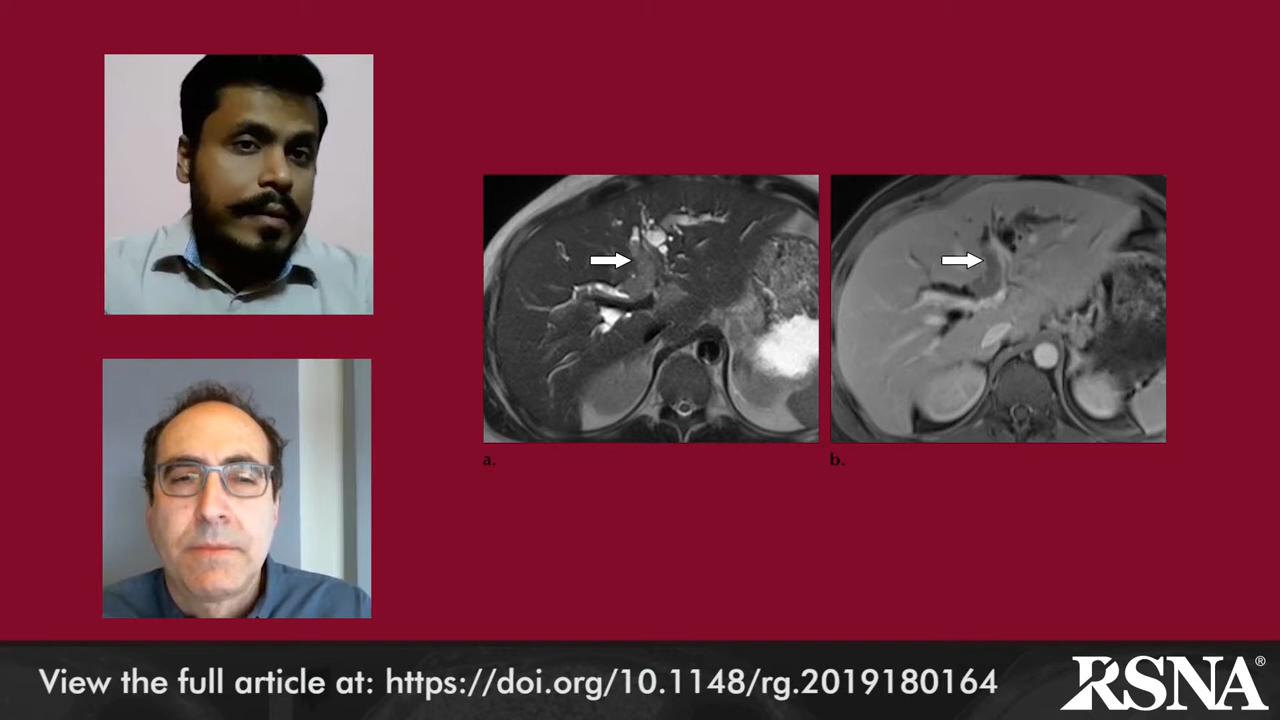 a.
b.
View the full article at: https://doi.org/10.1148/rg.2019180164
RSNA®